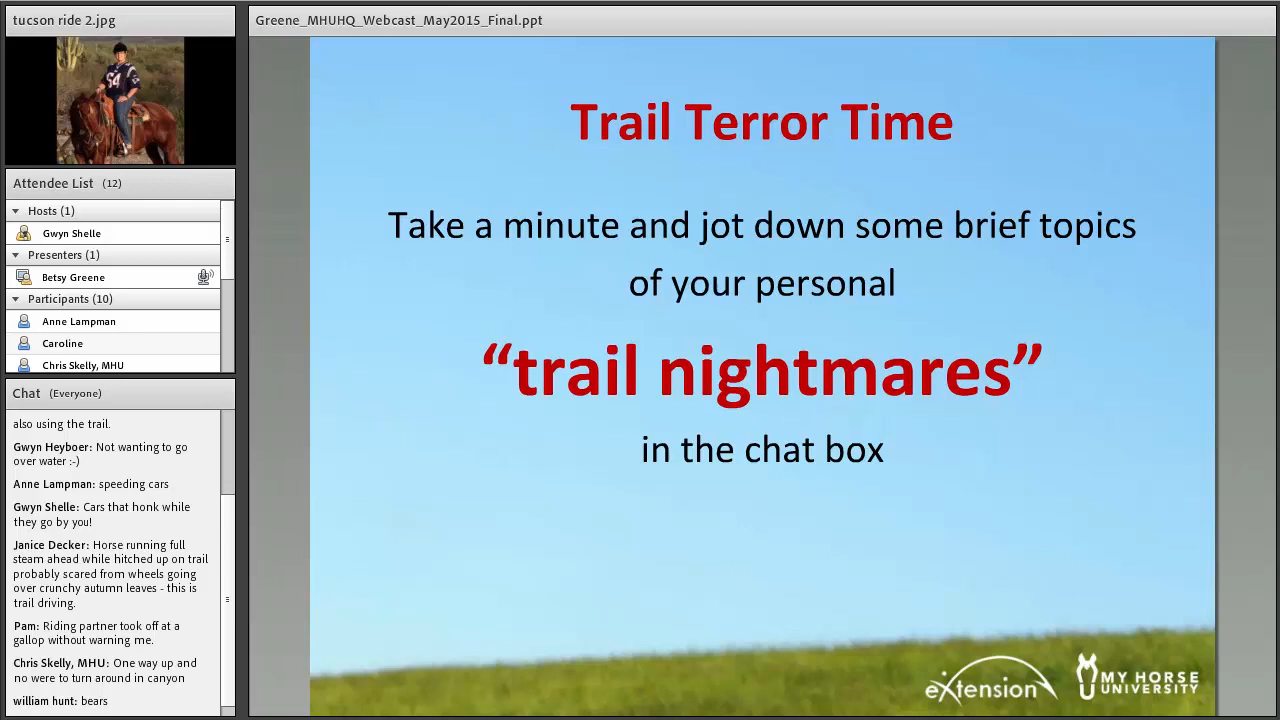 tucson ride 2.jpg
54
Attendee List (12)
Hosts (1)
Gwyn Shelle
Presenters (1)
Betsy Greene
Participants (10)
Anne Lampman
Caroline
Chris Skelly, MHU
Chat (Everyone)
also using the trail.
Gwyn Heyboer: Not wanting to go
over water :-)
Anne Lampman: speeding cars
Gwyn Shelle: Cars that honk while
they go by you!
Janice Decker: Horse running full
steam ahead while hitched up on trail
probably scared from wheels going
over crunchy autumn leaves - this is
trail driving.
Pam: Riding partner took off at a
gallop without warning me.
Chris Skelly, MHU: One way up and
no were to turn around in canyon
william hunt: bears
Greene_MHUHQ_Webcast_May2015_Final.ppt
Trail Terror Time
Take a minute and jot down some brief topics
of your personal
“trail nightmares”
in the chat box
eXtension
MY HORSE
UNIVERSITY